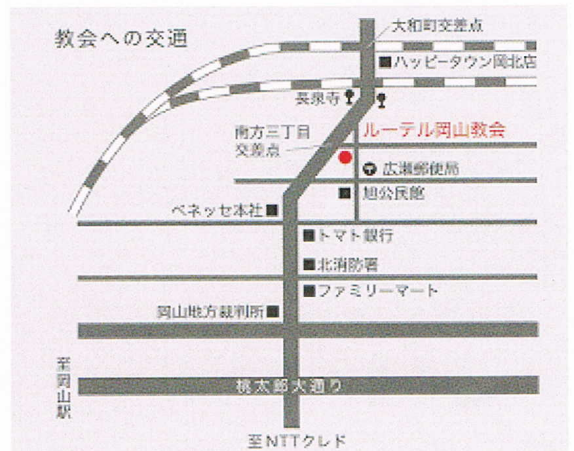 教会への交通
大和町交差点
ハッピータウン岡北店
長泉寺
南方三丁目
交差点
ルーテル岡山教会
広瀬郵便局
旭公民館
ベネッセ本社
トマト銀行
北消防署
ファミリーマート
岡山地方裁判所
至岡山駅
桃太郎大通り
至NTTクレド